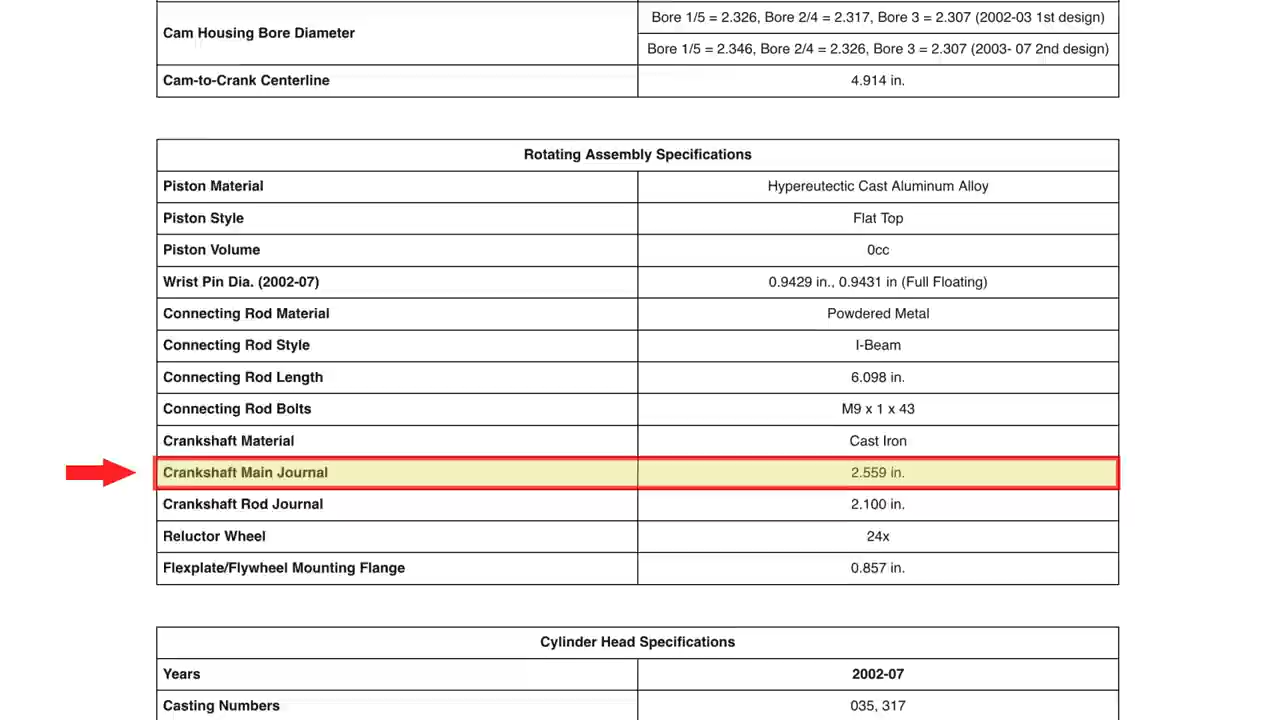 Cam Housing Bore Diameter
Bore 1/5 = 2.326, Bore 2/4 = 2.317, Bore 3 = 2.307 (2002-03 1st design)
Bore 1/5 = 2.346, Bore 2/4 = 2.326, Bore 3 = 2.307 (2003- 07 2nd design)
Cam-to-Crank Centerline 4.914 in.
Rotating Assembly Specifications
Piston Material Hypereutectic Cast Aluminum Alloy
Piston Style Flat Top
Piston Volume 0cc
Wrist Pin Dia. (2002-07) 0.9429 in., 0.9431 in (Full Floating)
Connecting Rod Material Powdered Metal
Connecting Rod Style I-Beam
Connecting Rod Length 6.098 in.
Connecting Rod Bolts M9 x 1 x 43
Crankshaft Material Cast Iron
Crankshaft Main Journal 2.559 in.
Crankshaft Rod Journal 2.100 in.
Reluctor Wheel 24x
Flexplate/Flywheel Mounting Flange 0.857 in.
Cylinder Head Specifications
Years 2002-07
Casting Numbers 035, 317